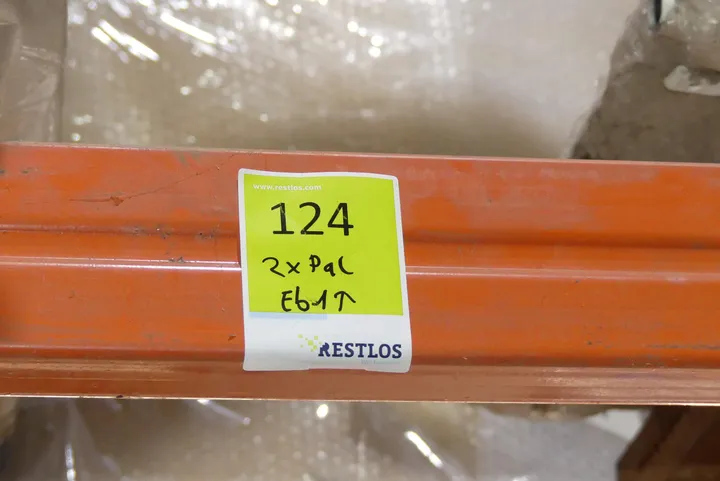 www.restlos.com
124
2x Pal
Eb1↑
RESTLOS